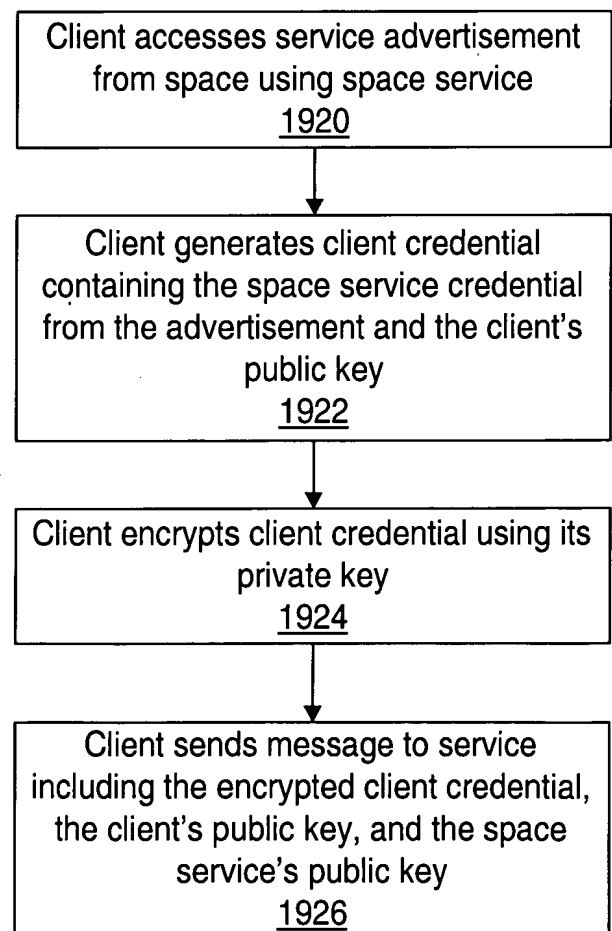 Client accesses service advertisement
from space using space service
1920
Client generates client credential
containing the space service credential
from the advertisement and the client's
public key
1922
Client encrypts client credential using its
private key
1924
Client sends message to service
including the encrypted client credential,
the client's public key, and the space
service's public key
1926